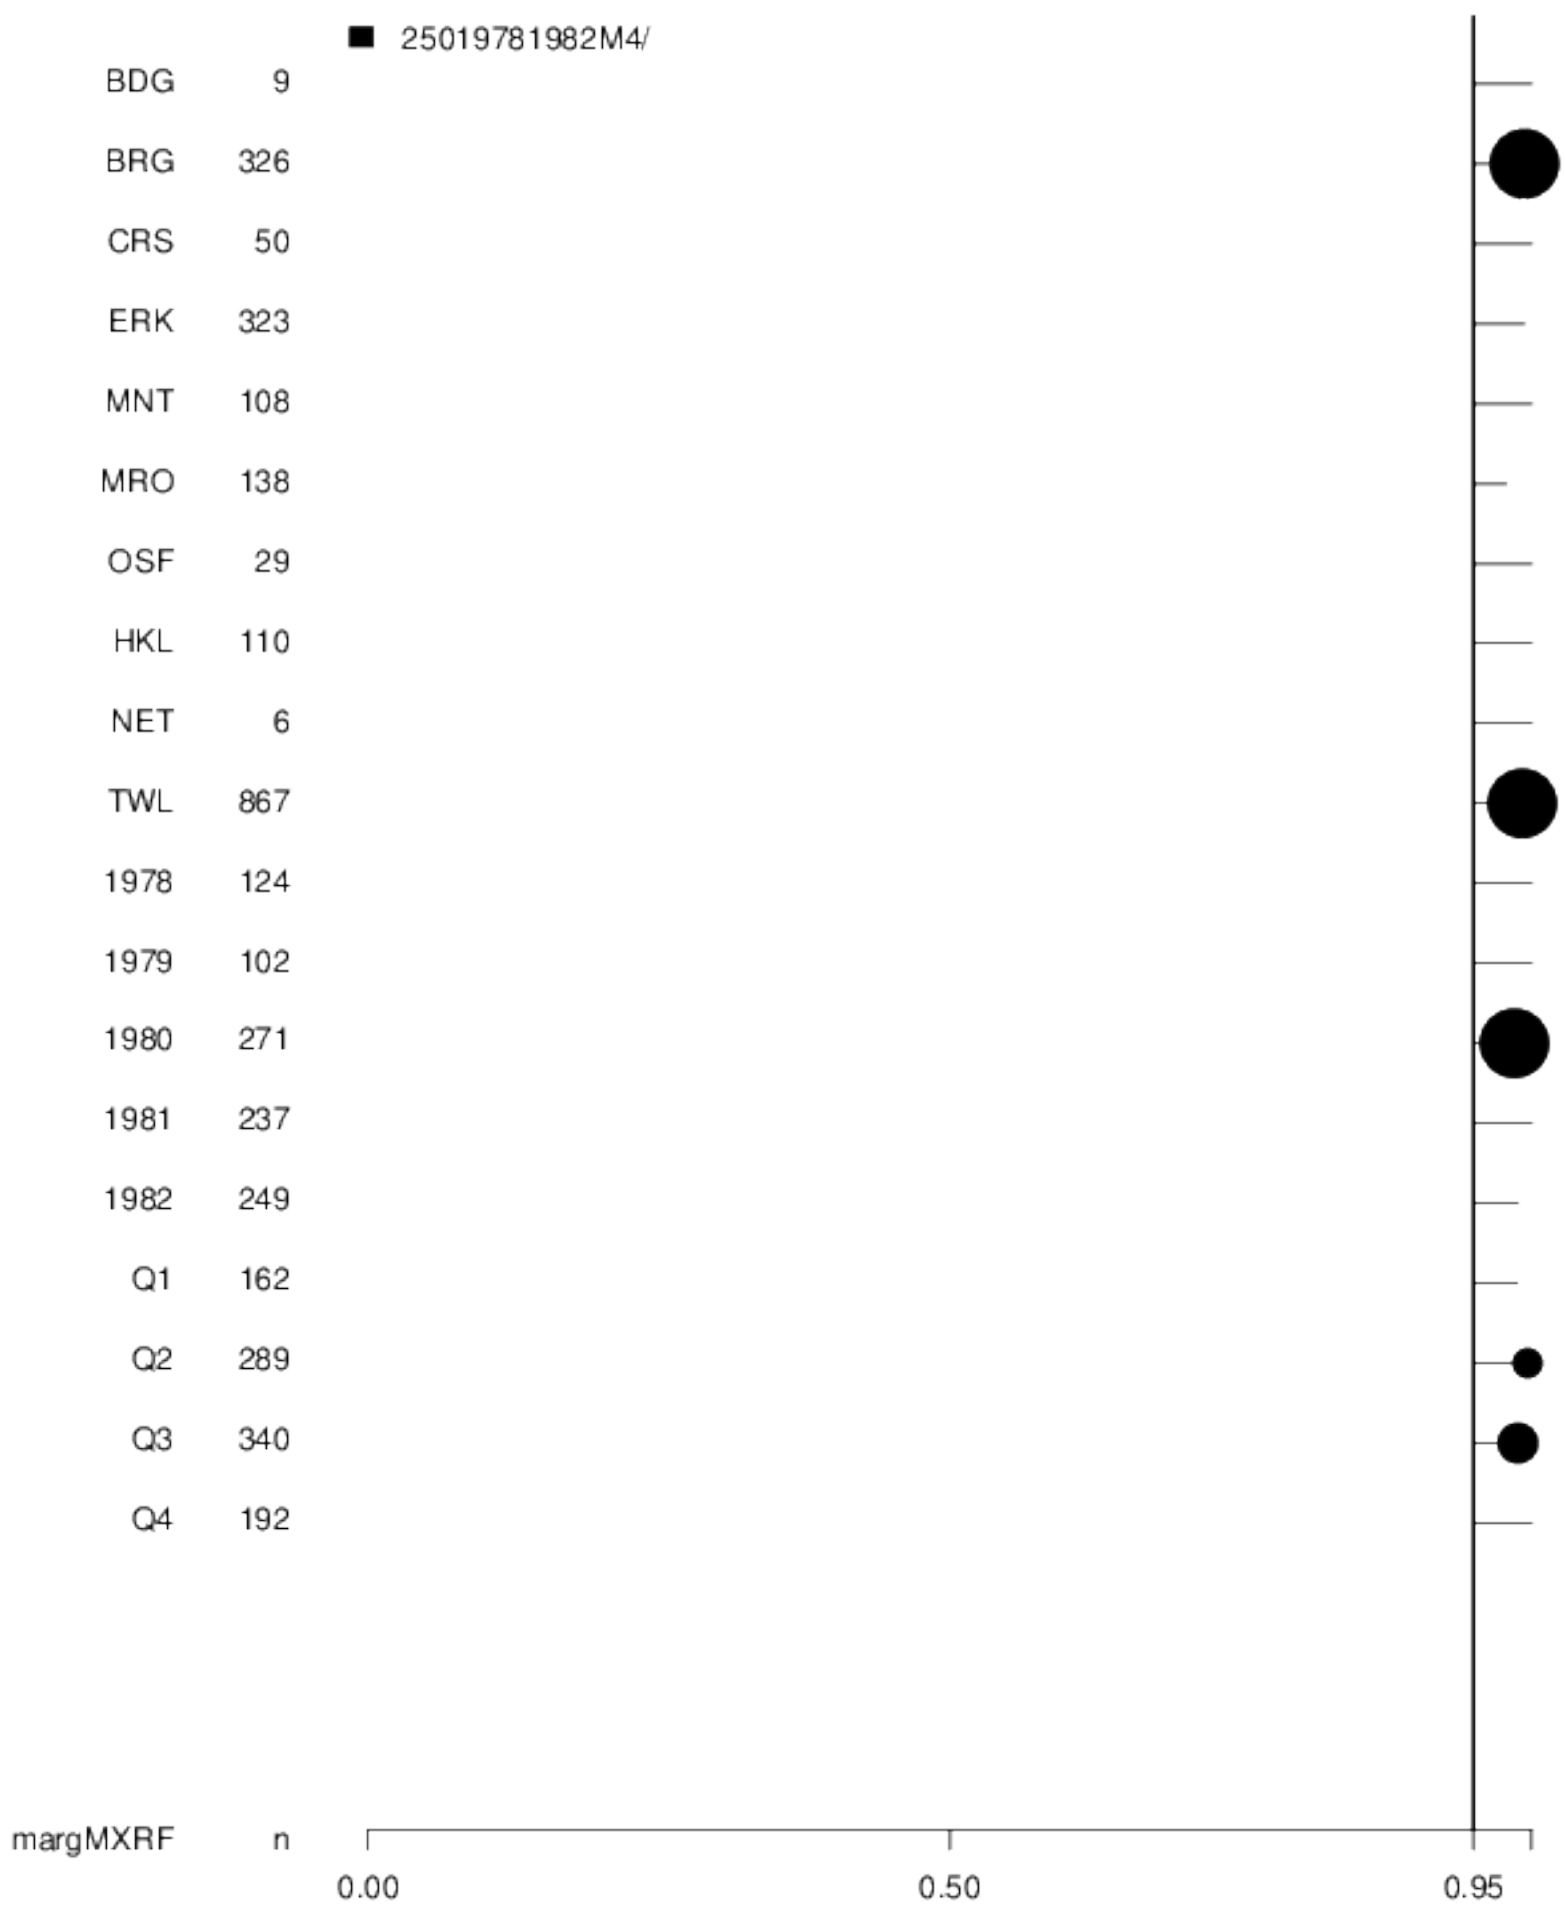 25019781982M4/
BDG 9
BRG 326
CRS 50
ERK 323
MNT 108
MRO 138
OSF 29
HKL 110
NET 6
TWL 867
1978 124
1979 102
1980 271
1981 237
1982 249
Q1 162
Q2 289
Q3 340
Q4 192
margMXRF n
0.00 0.50 0.95